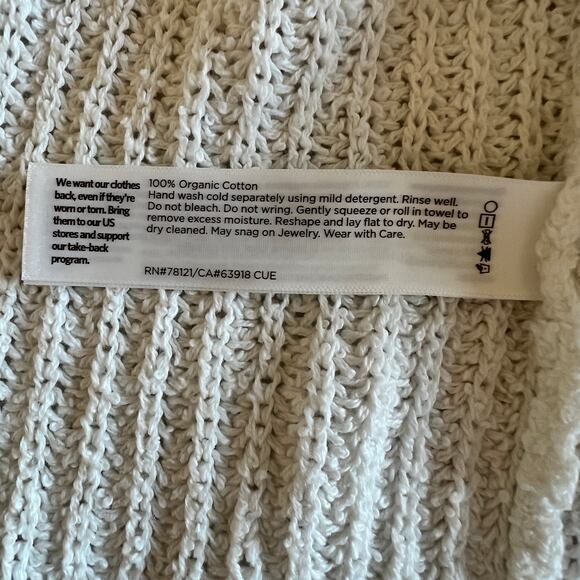 We want our clothes
back, even if they're
worn or torn. Bring
them to our US
stores and support
our take-back
program.
100% Organic Cotton
Hand wash cold separately using mild detergent. Rinse well.
Do not bleach. Do not wring. Gently squeeze or roll in towel to
remove excess moisture. Reshape and lay flat to dry. May be
dry cleaned. May snag on Jewelry. Wear with Care.
RN#78121/CA#63918 CUE